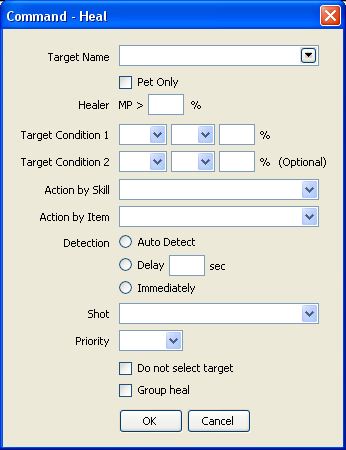 Command - Heal
Target Name
Pet Only
Healer MP > %
Target Condition 1 %
Target Condition 2 % (Optional)
Action by Skill
Action by Item
Detection Auto Detect
Delay sec
Immediately
Shot
Priority
Do not select target
Group heal
OK Cancel